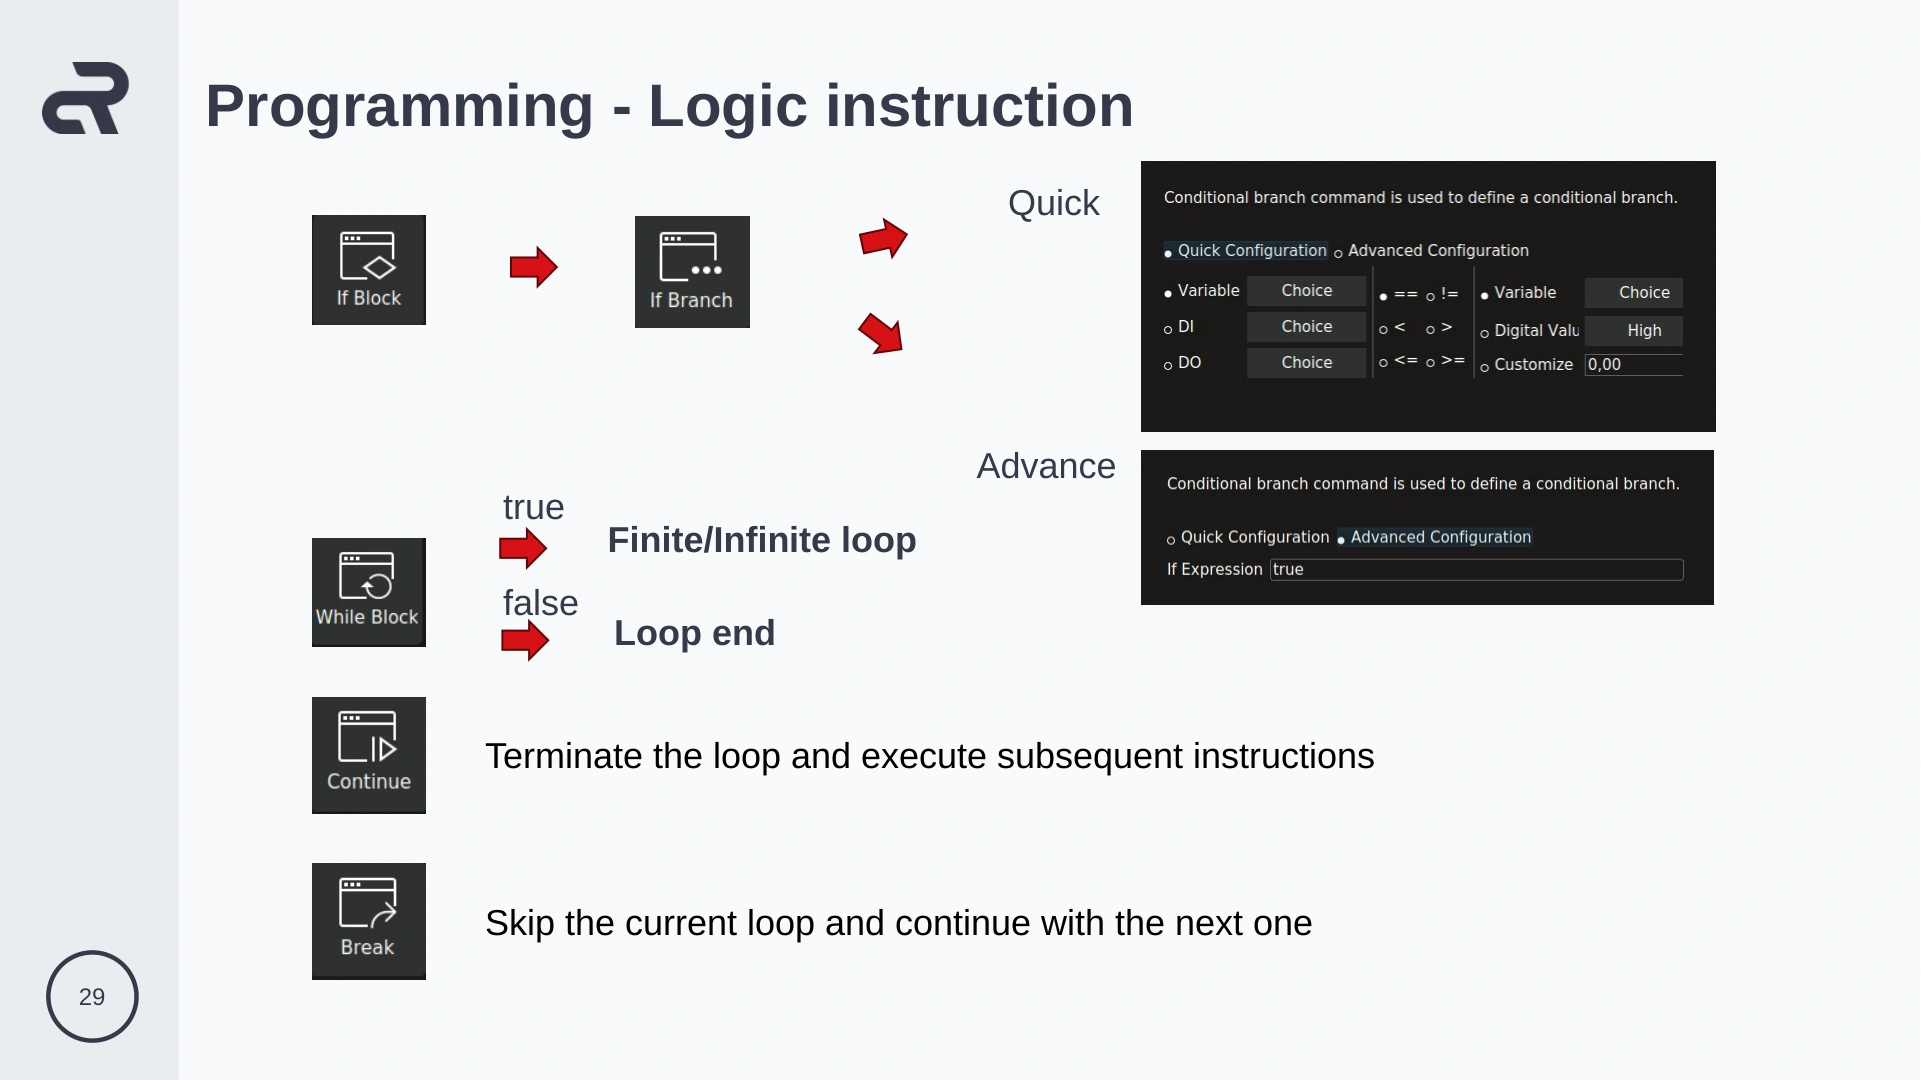 Programming - Logic instruction
If Block
If Branch
Quick
Conditional branch command is used to define a conditional branch.
Quick Configuration Advanced Configuration
Variable Choice == != Variable Choice
DI Choice < > Digital Valu High
DO Choice <= >= Customize 0,00
Advance
Conditional branch command is used to define a conditional branch.
Quick Configuration Advanced Configuration
If Expression true
While Block
true
Finite/Infinite loop
false
Loop end
Continue
Terminate the loop and execute subsequent instructions
Break
Skip the current loop and continue with the next one
29